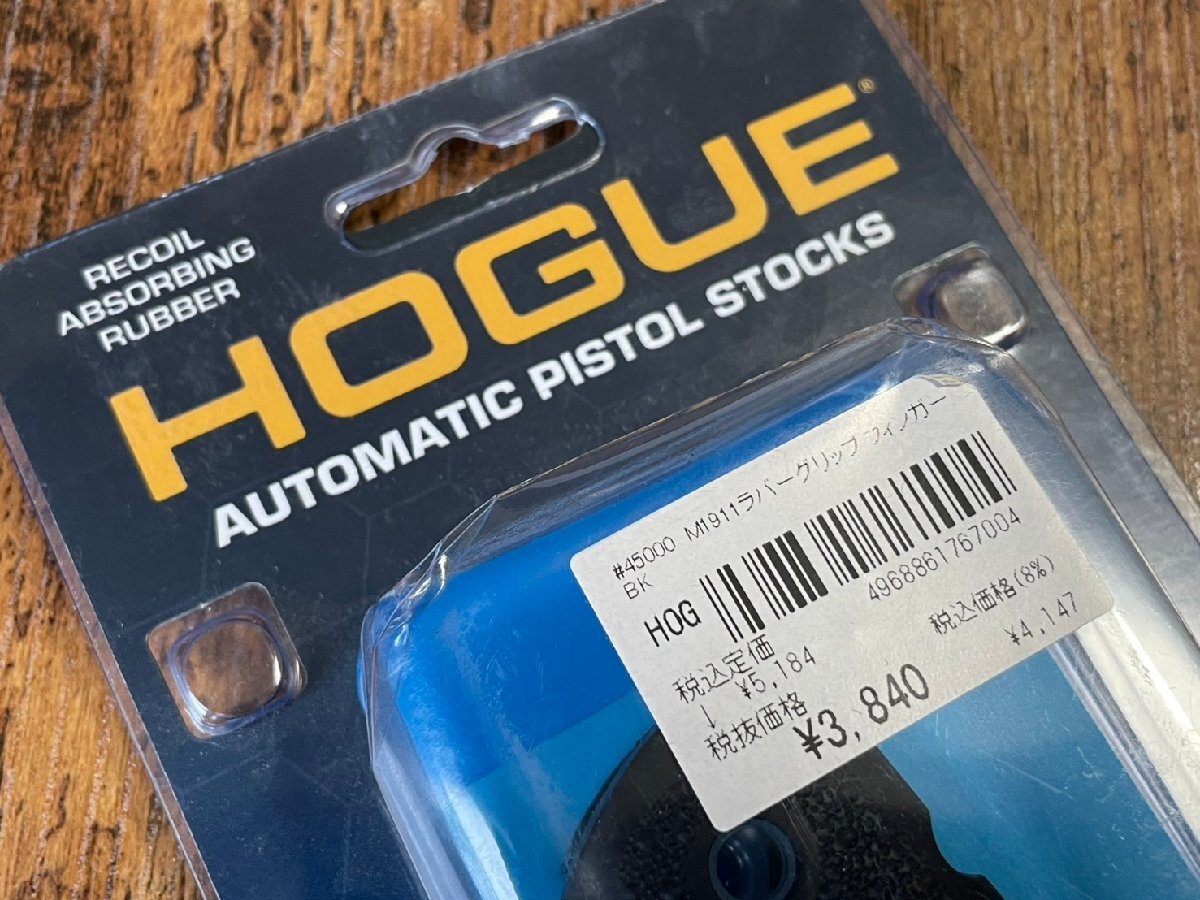 RECOIL
ABSORBING
RUBBER
HOGUE®
AUTOMATIC PISTOL STOCKS
#45000 M1911ラバーグリップ フィンガー
BK
HOG
4968861767004
税込定価
¥5,184
↓
税抜価格
¥3,840
税込価格(8%)
¥4,147